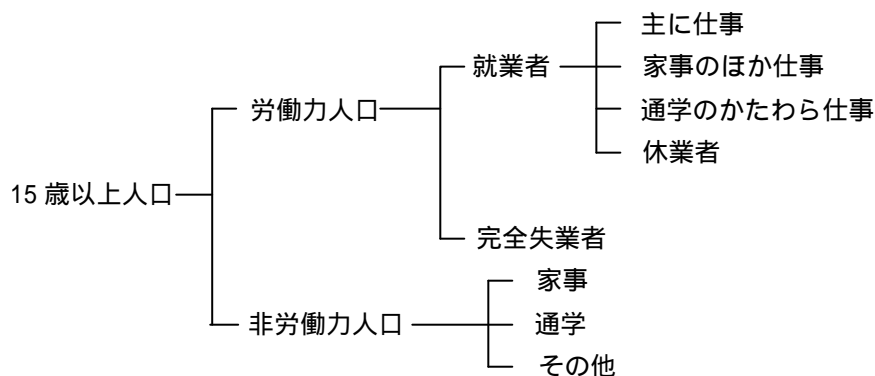 15 歳以上人口
労働力人口
就業者
主に仕事
家事のほか仕事
通学のかたわら仕事
休業者
完全失業者
非労働力人口
家事
通学
その他